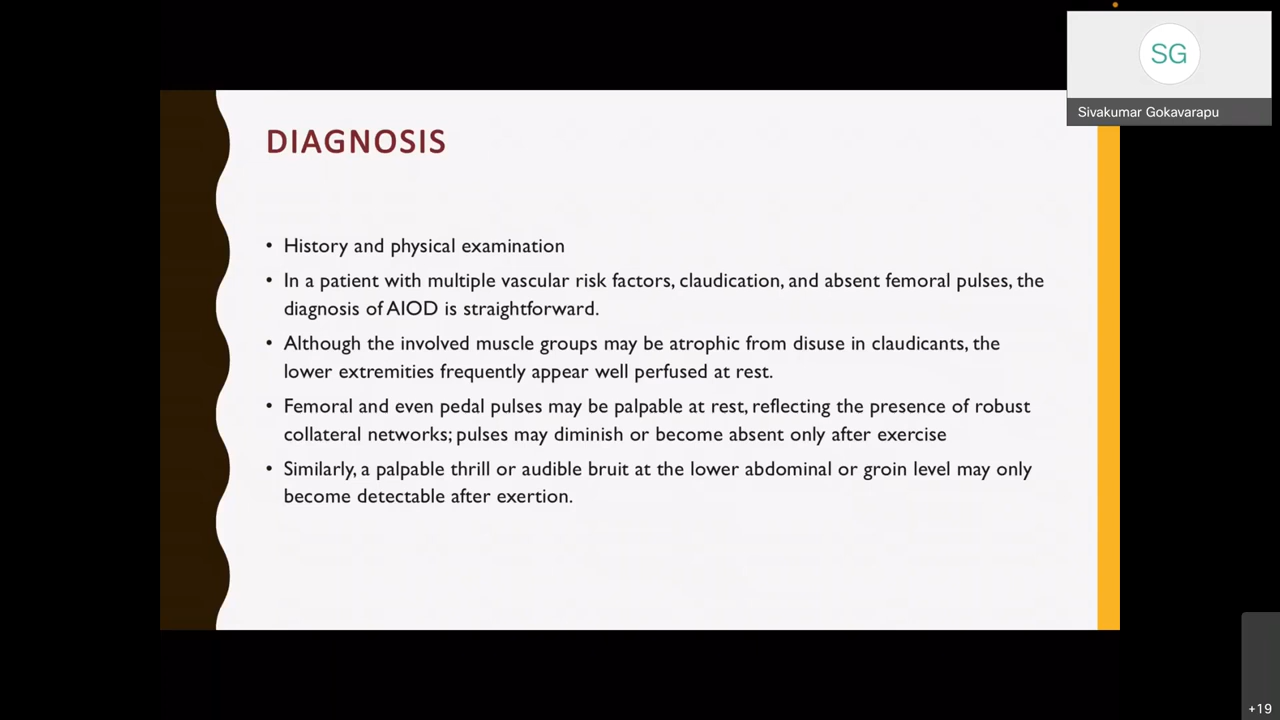 SG
Sivakumar Gokavarapu
DIAGNOSIS
• History and physical examination
• In a patient with multiple vascular risk factors, claudication, and absent femoral pulses, the
diagnosis of AIOD is straightforward.
• Although the involved muscle groups may be atrophic from disuse in claudicants, the
lower extremities frequently appear well perfused at rest.
• Femoral and even pedal pulses may be palpable at rest, reflecting the presence of robust
collateral networks; pulses may diminish or become absent only after exercise
• Similarly, a palpable thrill or audible bruit at the lower abdominal or groin level may only
become detectable after exertion.
+19